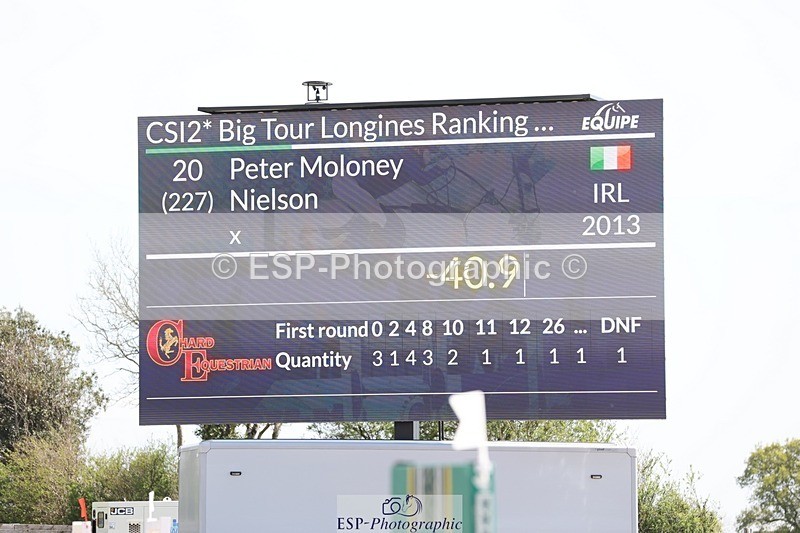 CSI2* Big Tour Longines Ranking ...
EQUIPE
20 Peter Moloney
(227) Nielson IRL
x 2013
© ESP-Photographic ©
-40.9
First round 0 2 4 8 10 11 12 26 ... DNF
Quantity 3 1 4 3 2 1 1 1 1 1
CHARD
EQUESTRIAN
JCB
ESP-Photographic